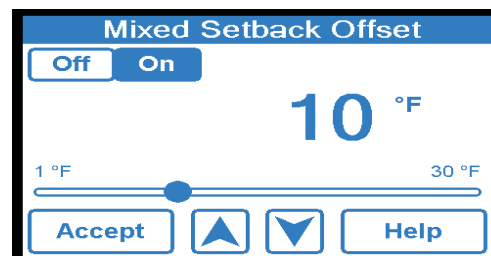 Mixed Setback Offset
Off On
10 °F
1 °F 30 °F
Accept Help